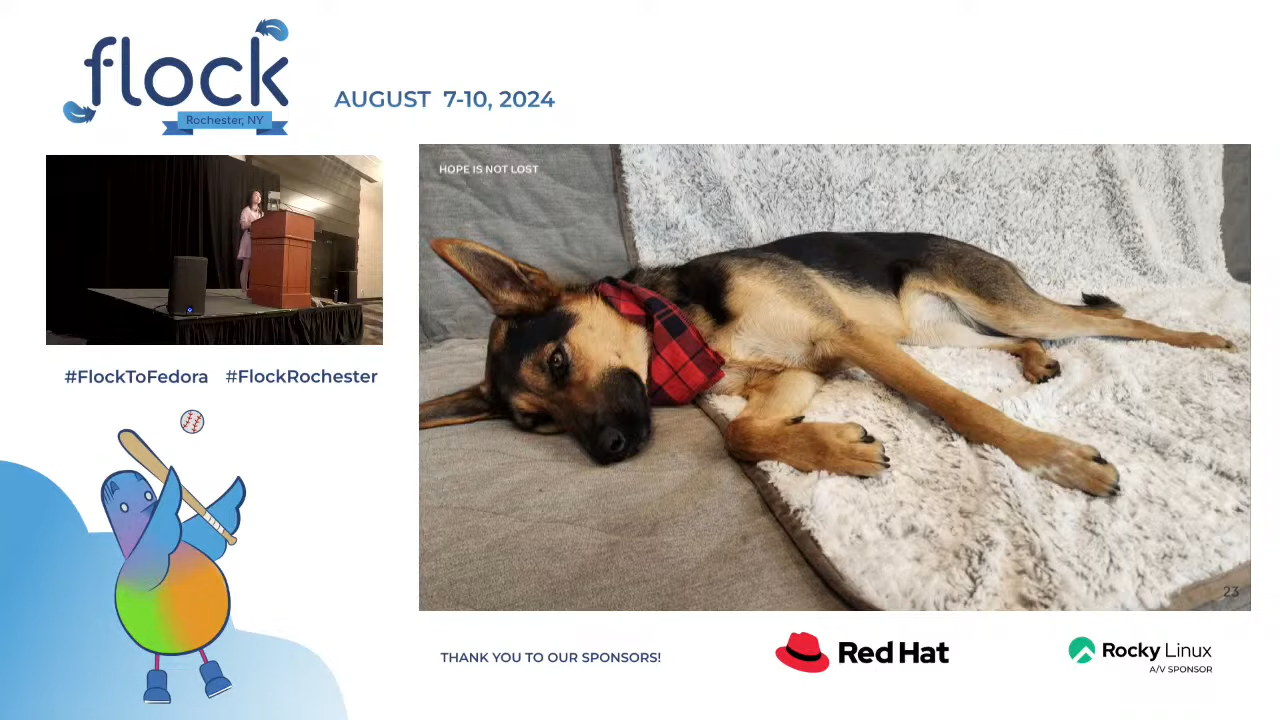 flock
Rochester, NY
AUGUST 7-10, 2024
HOPE IS NOT LOST
#FlockToFedora #FlockRochester
23
THANK YOU TO OUR SPONSORS!
Red Hat
Rocky Linux
A/V SPONSOR